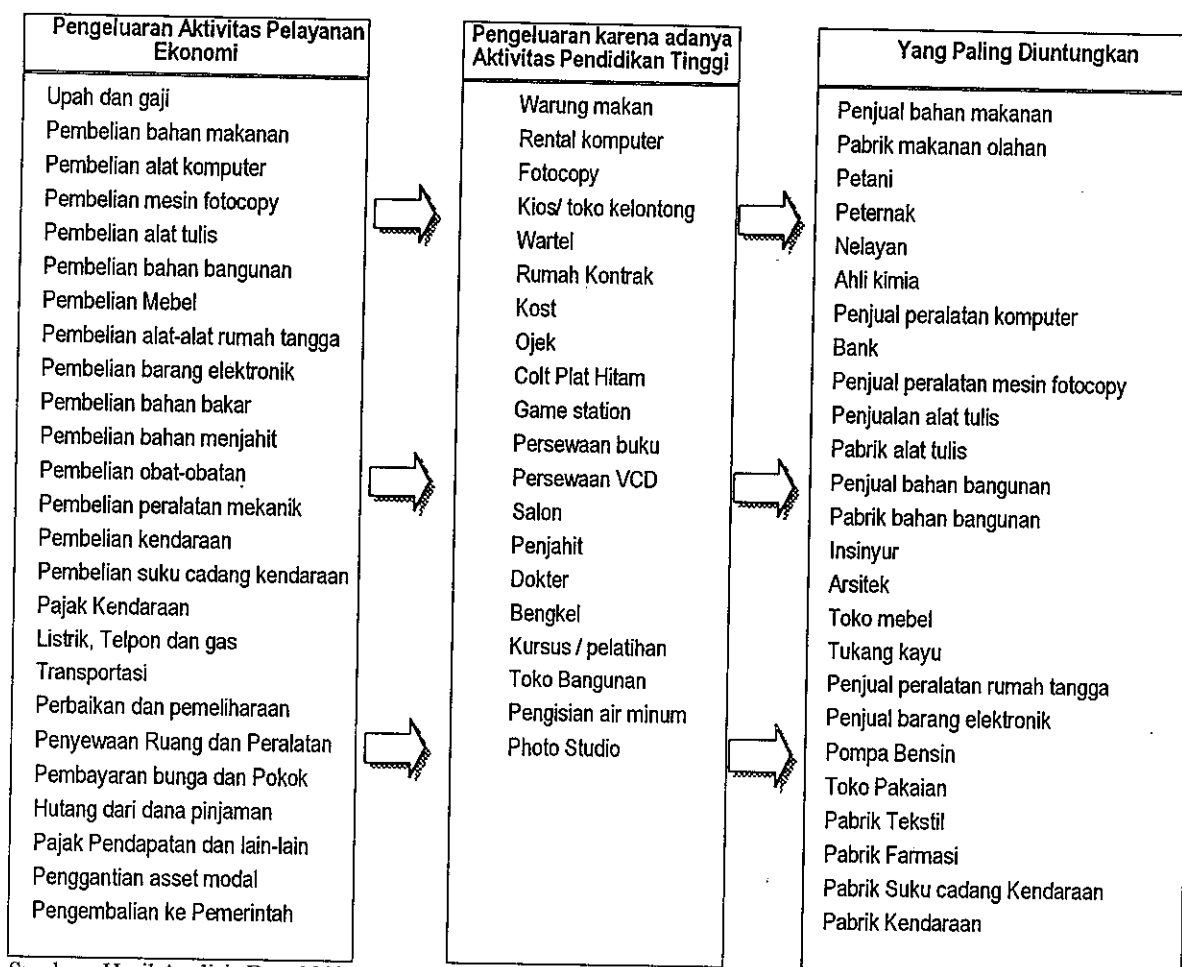 Pengeluaran Aktivitas Pelayanan
Ekonomi
Upah dan gaji
Pembelian bahan makanan
Pembelian alat komputer
Pembelian mesin fotocopy
Pembelian alat tulis
Pembelian bahan bangunan
Pembelian Mebel
Pembelian alat-alat rumah tangga
Pembelian barang elektronik
Pembelian bahan bakar
Pembelian bahan menjahit
Pembelian obat-obatan
Pembelian peralatan mekanik
Pembelian kendaraan
Pembelian suku cadang kendaraan
Pajak Kendaraan
Listrik, Telpon dan gas
Transportasi
Perbaikan dan pemeliharaan
Penyewaan Ruang dan Peralatan
Pembayaran bunga dan Pokok
Hutang dari dana pinjaman
Pajak Pendapatan dan lain-lain
Penggantian asset modal
Pengembalian ke Pemerintah
Pengeluaran karena adanya
Aktivitas Pendidikan Tinggi
Warung makan
Rental komputer
Fotocopy
Kios/ toko kelontong
Wartel
Rumah Kontrak
Kost
Ojek
Colt Plat Hitam
Game station
Persewaan buku
Persewaan VCD
Salon
Penjahit
Dokter
Bengkel
Kursus / pelatihan
Toko Bangunan
Pengisian air minum
Photo Studio
Yang Paling Diuntungkan
Penjual bahan makanan
Pabrik makanan olahan
Petani
Peternak
Nelayan
Ahli kimia
Penjual peralatan komputer
Bank
Penjual peralatan mesin fotocopy
Penjualan alat tulis
Pabrik alat tulis
Penjual bahan bangunan
Pabrik bahan bangunan
Insinyur
Arsitek
Toko mebel
Tukang kayu
Penjual peralatan rumah tangga
Penjual barang elektronik
Pompa Bensin
Toko Pakaian
Pabrik Tekstil
Pabrik Farmasi
Pabrik Suku cadang Kendaraan
Pabrik Kendaraan